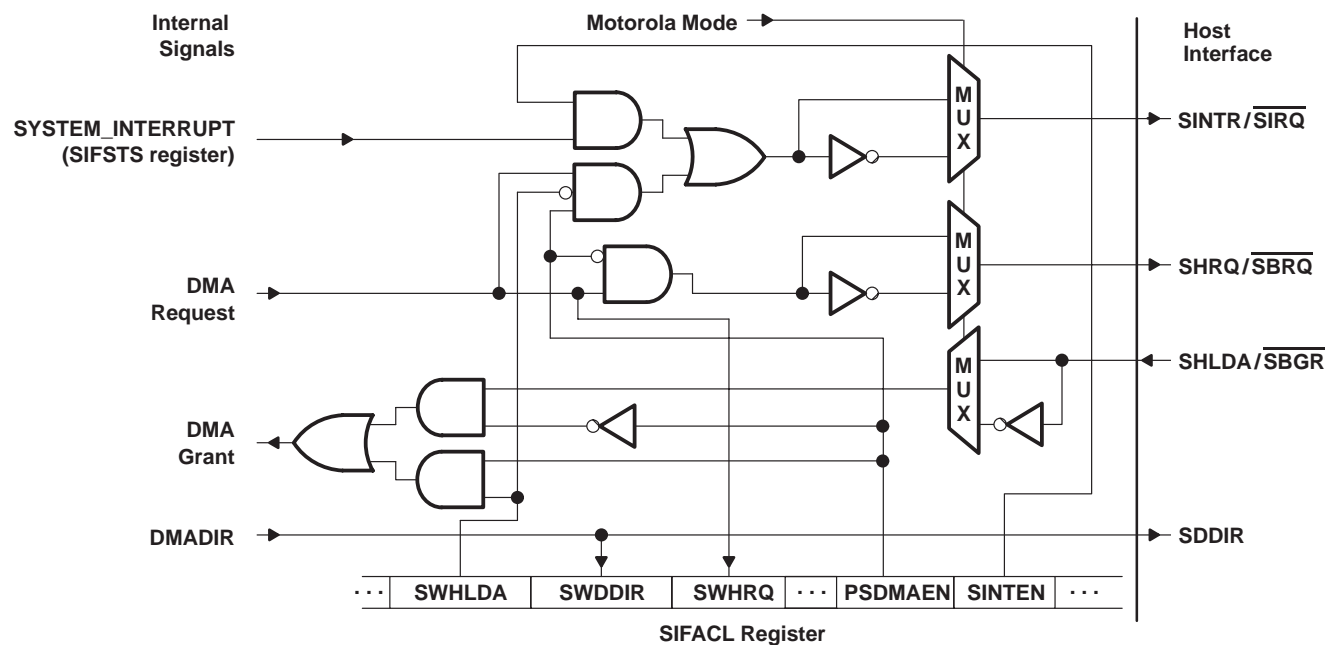 Internal
Signals
Motorola Mode
Host
Interface
SYSTEM_INTERRUPT
(SIFSTS register)
M
U
X
SINTR/SIRQ
DMA
Request
M
U
X
SHRQ/SBRQ
M
U
X
SHLDA/SBGR
DMA
Grant
DMADIR
SDDIR
· · · SWHLDA SWDDIR SWHRQ · · · PSDMAEN SINTEN · · ·
SIFACL Register